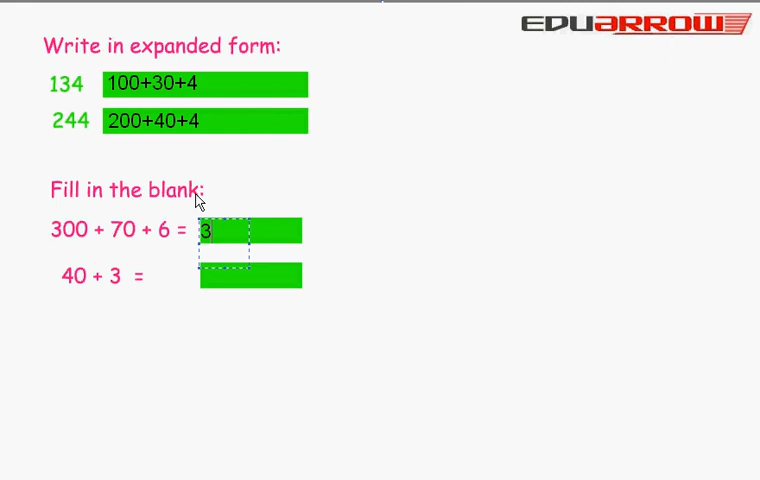 EDUARROW
Write in expanded form:
134 100+30+4
244 200+40+4
Fill in the blank:
300 + 70 + 6 = 3
40 + 3 =